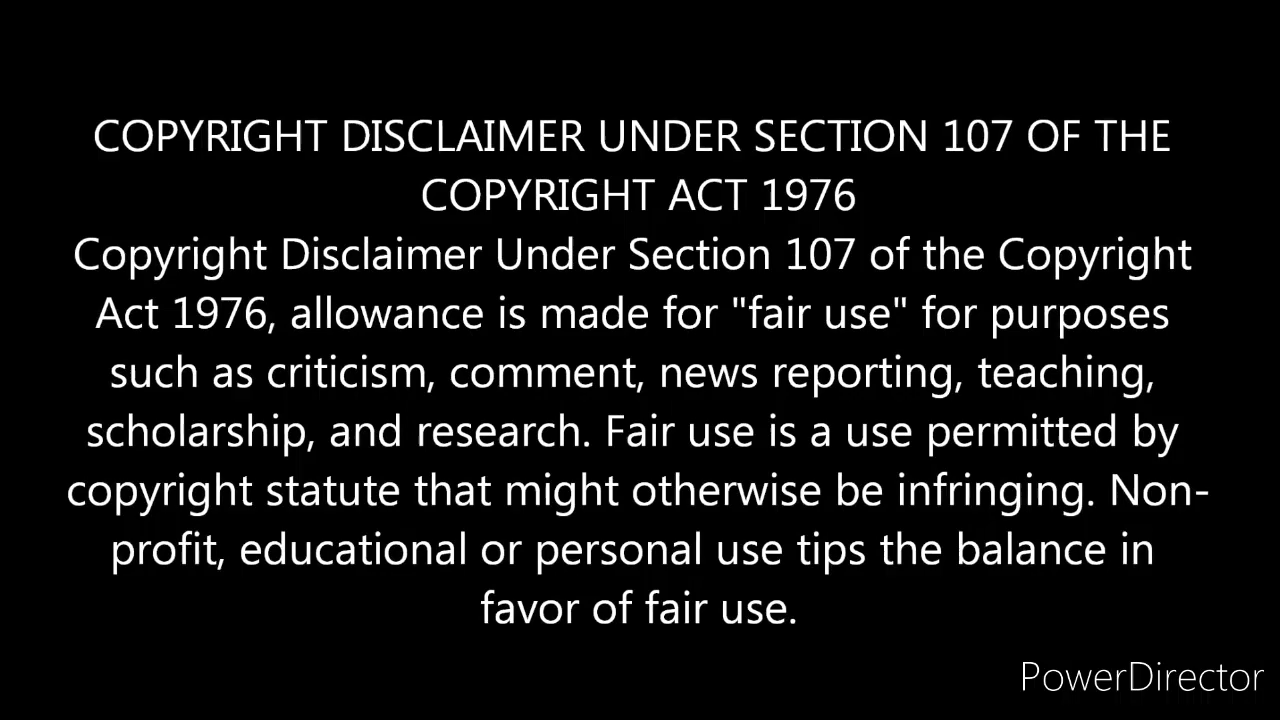 COPYRIGHT DISCLAIMER UNDER SECTION 107 OF THE
COPYRIGHT ACT 1976
Copyright Disclaimer Under Section 107 of the Copyright
Act 1976, allowance is made for "fair use" for purposes
such as criticism, comment, news reporting, teaching,
scholarship, and research. Fair use is a use permitted by
copyright statute that might otherwise be infringing. Non-
profit, educational or personal use tips the balance in
favor of fair use.
PowerDirector